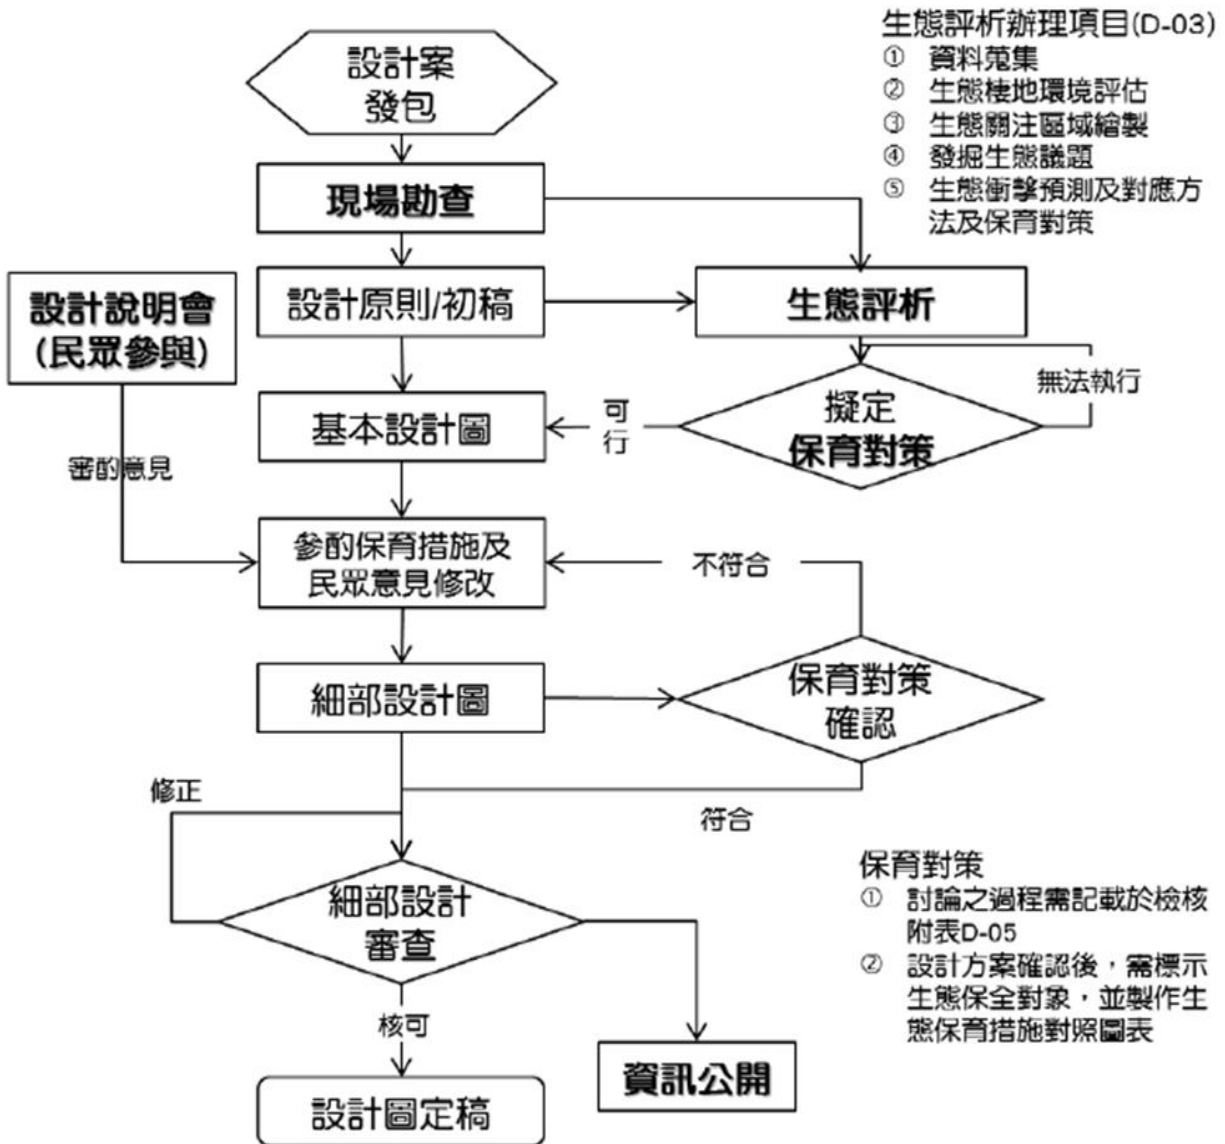 生態評析辦理項目(D-03)
① 資料蒐集
② 生態棲地環境評估
③ 生態關注區域繪製
④ 發掘生態議題
⑤ 生態衝擊預測及對應方
法及保育對策
設計案
發包
現場勘查
設計原則/初稿
生態評析
設計說明會
(民眾參與)
無法執行
擬定
保育對策
可
行
基本設計圖
審酌意見
參酌保育措施及
民眾意見修改
不符合
細部設計圖
保育對策
確認
修正
符合
細部設計
審查
保育對策
① 討論之過程需記載於檢核
附表D-05
② 設計方案確認後，需標示
生態保全對象，並製作生
態保育措施對照圖表
核可
資訊公開
設計圖定稿